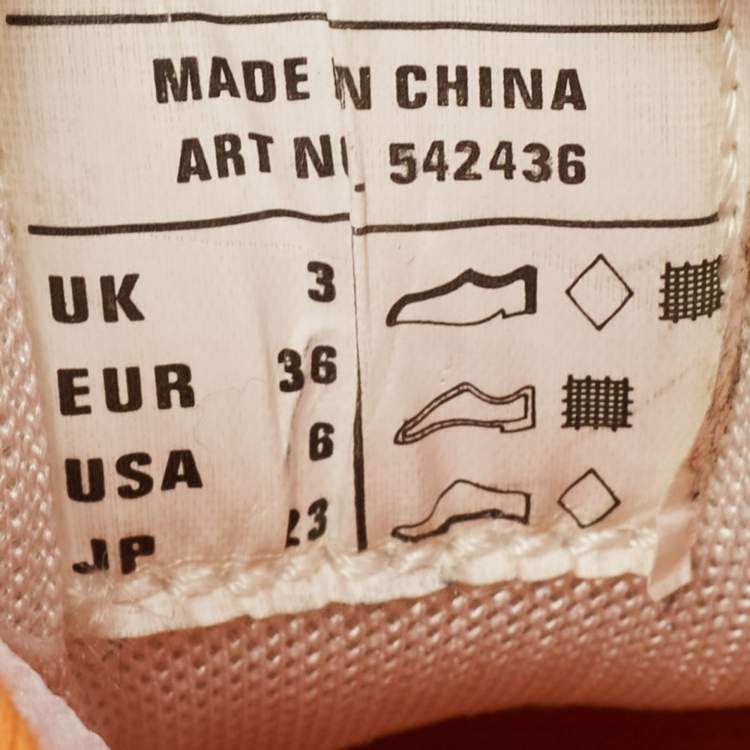 MADE IN CHINA
ART NO. 542436
UK 3
EUR 36
USA 6
JP 23